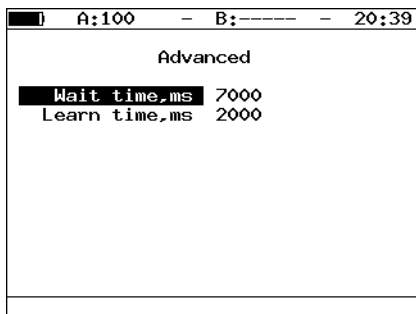 A:100 – B:----- – 20:39
Advanced
Wait time,ms 7000
Learn time,ms 2000